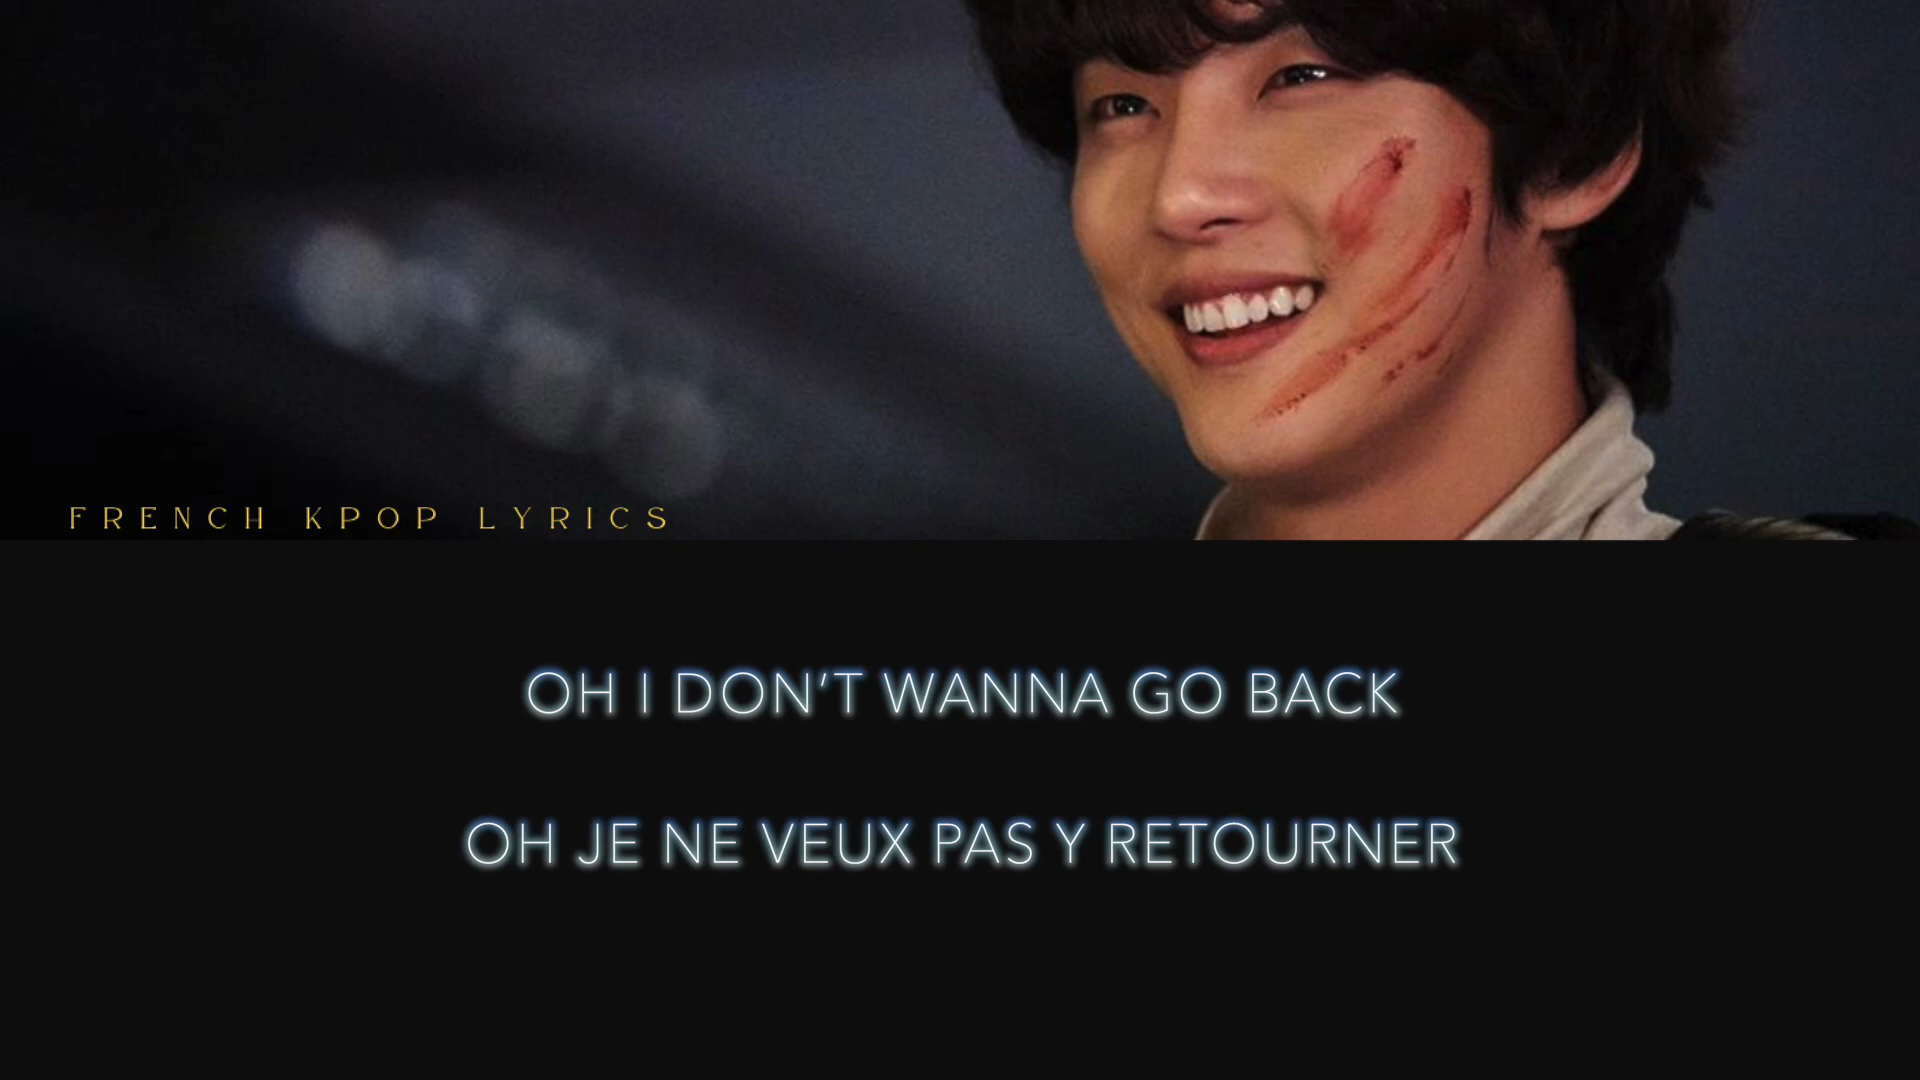 FRENCH KPOP LYRICS
OH I DON'T WANNA GO BACK
OH JE NE VEUX PAS Y RETOURNER